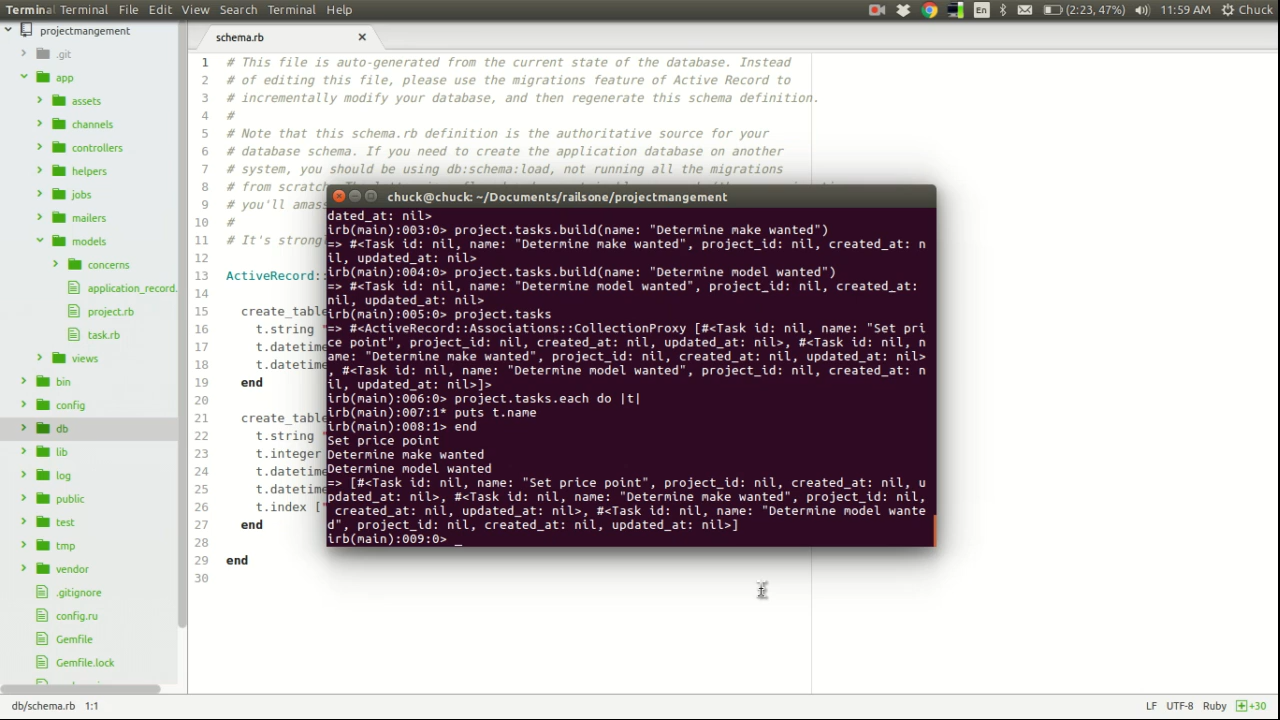 Terminal Terminal File Edit View Search Terminal Help En (2:23, 47%) 11:59 AM Chuck
projectmangement
.git
app
assets
channels
controllers
helpers
jobs
mailers
models
concerns
application_record.
project.rb
task.rb
views
bin
config
db
lib
log
public
test
tmp
vendor
.gitignore
config.ru
Gemfile
Gemfile.lock
schema.rb
1 # This file is auto-generated from the current state of the database. Instead
2 # of editing this file, please use the migrations feature of Active Record to
3 # incrementally modify your database, and then regenerate this schema definition.
4 #
5 # Note that this schema.rb definition is the authoritative source for your
6 # database schema. If you need to create the application database on another
7 # system, you should be using db:schema:load, not running all the migrations
8 # from scratch.
9 # you'll amass
10 #
11 # It's strongl
12
13 ActiveRecord::
14
15 create_table
16 t.string "
17 t.datetime
18 t.datetime
19 end
20
21 create_table
22 t.string "
23 t.integer
24 t.datetime
25 t.datetime
26 t.index ["
27 end
28
29 end
30
chuck@chuck: ~/Documents/railsone/projectmangement
dated_at: nil>
irb(main):003:0> project.tasks.build(name: "Determine make wanted")
=> #<Task id: nil, name: "Determine make wanted", project_id: nil, created_at: n
il, updated_at: nil>
irb(main):004:0> project.tasks.build(name: "Determine model wanted")
=> #<Task id: nil, name: "Determine model wanted", project_id: nil, created_at:
nil, updated_at: nil>
irb(main):005:0> project.tasks
=> #<ActiveRecord::Associations::CollectionProxy [#<Task id: nil, name: "Set pri
ce point", project_id: nil, created_at: nil, updated_at: nil>, #<Task id: nil, n
ame: "Determine make wanted", project_id: nil, created_at: nil, updated_at: nil>
, #<Task id: nil, name: "Determine model wanted", project_id: nil, created_at: n
il, updated_at: nil>]>
irb(main):006:0> project.tasks.each do |t|
irb(main):007:1* puts t.name
irb(main):008:1> end
Set price point
Determine make wanted
Determine model wanted
=> [#<Task id: nil, name: "Set price point", project_id: nil, created_at: nil, u
pdated_at: nil>, #<Task id: nil, name: "Determine make wanted", project_id: nil,
created_at: nil, updated_at: nil>, #<Task id: nil, name: "Determine model wante
d", project_id: nil, created_at: nil, updated_at: nil>]
irb(main):009:0> _
db/schema.rb 1:1 LF UTF-8 Ruby +30